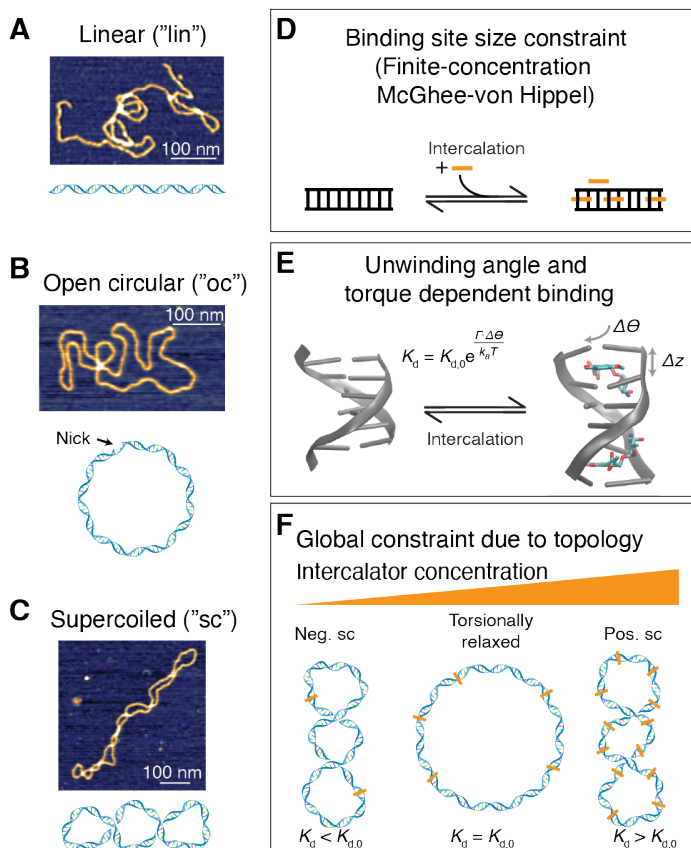 A
Linear ("lin")
100 nm
B
Open circular ("oc")
100 nm
Nick
C
Supercoiled ("sc")
100 nm
D
Binding site size constraint
(Finite-concentration
McGhee-von Hippel)
Intercalation
+
E
Unwinding angle and
torque dependent binding
ΔΘ
Δz
K_d = K_d,0 e^(Γ·ΔΘ / k_B T)
Intercalation
F
Global constraint due to topology
Intercalator concentration
Neg. sc
Torsionally
relaxed
Pos. sc
K_d < K_d,0
K_d = K_d,0
K_d > K_d,0